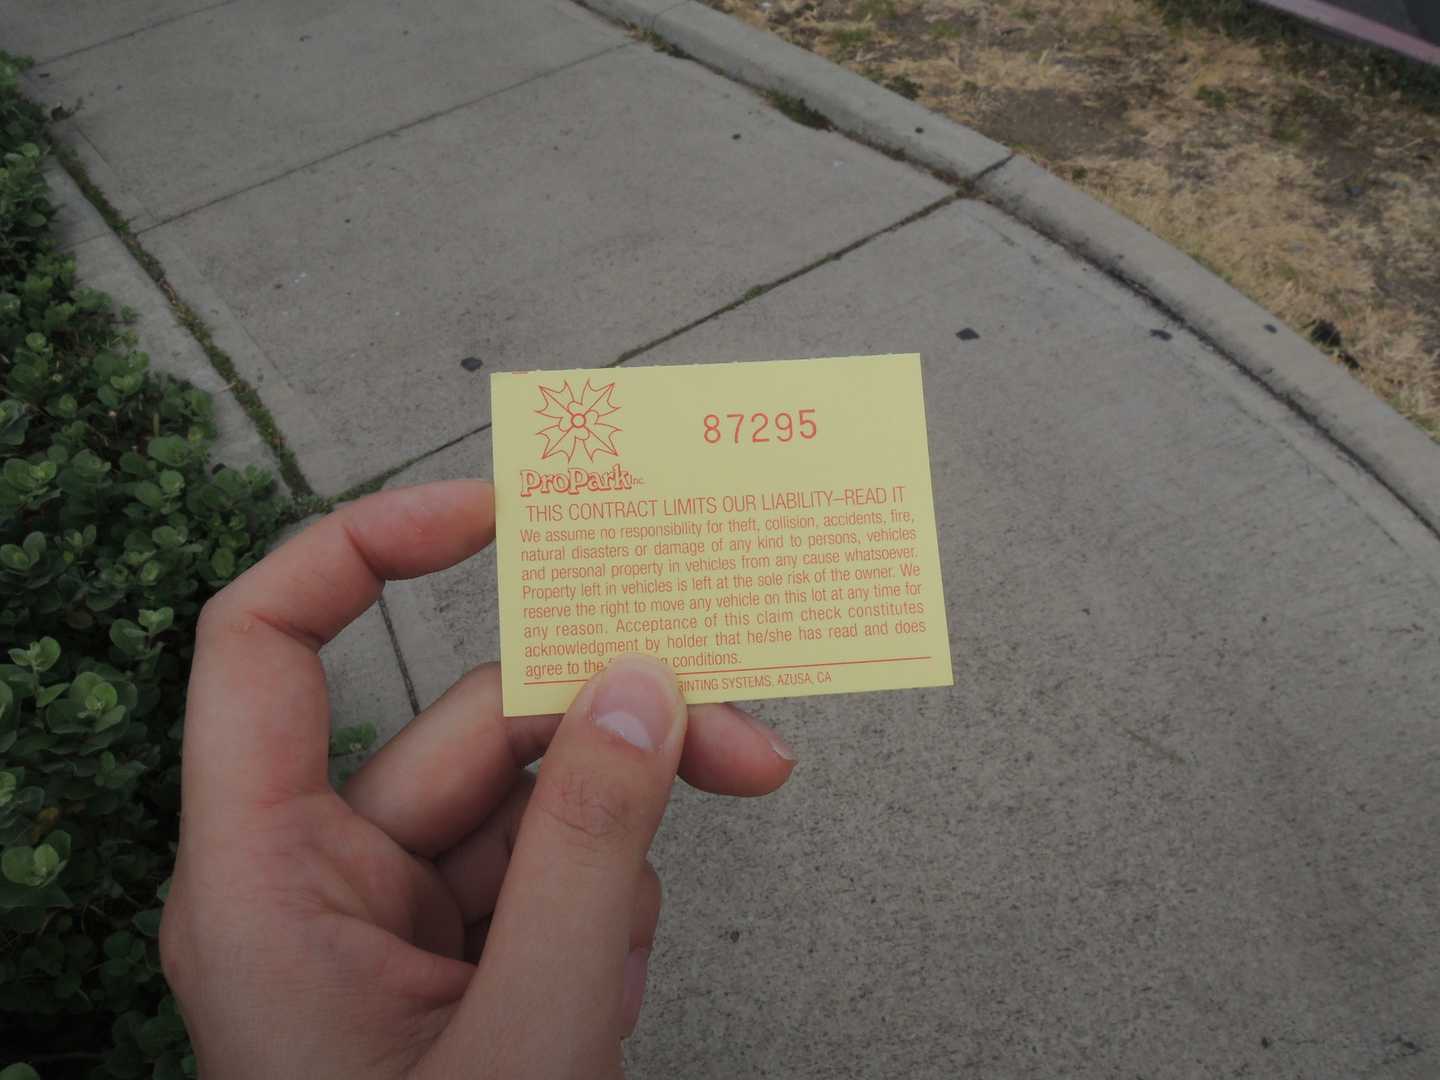 87295
ProPark Inc.
THIS CONTRACT LIMITS OUR LIABILITY–READ IT
We assume no responsibility for theft, collision, accidents, fire,
natural disasters or damage of any kind to persons, vehicles
and personal property in vehicles from any cause whatsoever.
Property left in vehicles is left at the sole risk of the owner. We
reserve the right to move any vehicle on this lot at any time for
any reason. Acceptance of this claim check constitutes
acknowledgment by holder that he/she has read and does
agree to the conditions.
SYSTEMS, AZUSA, CA